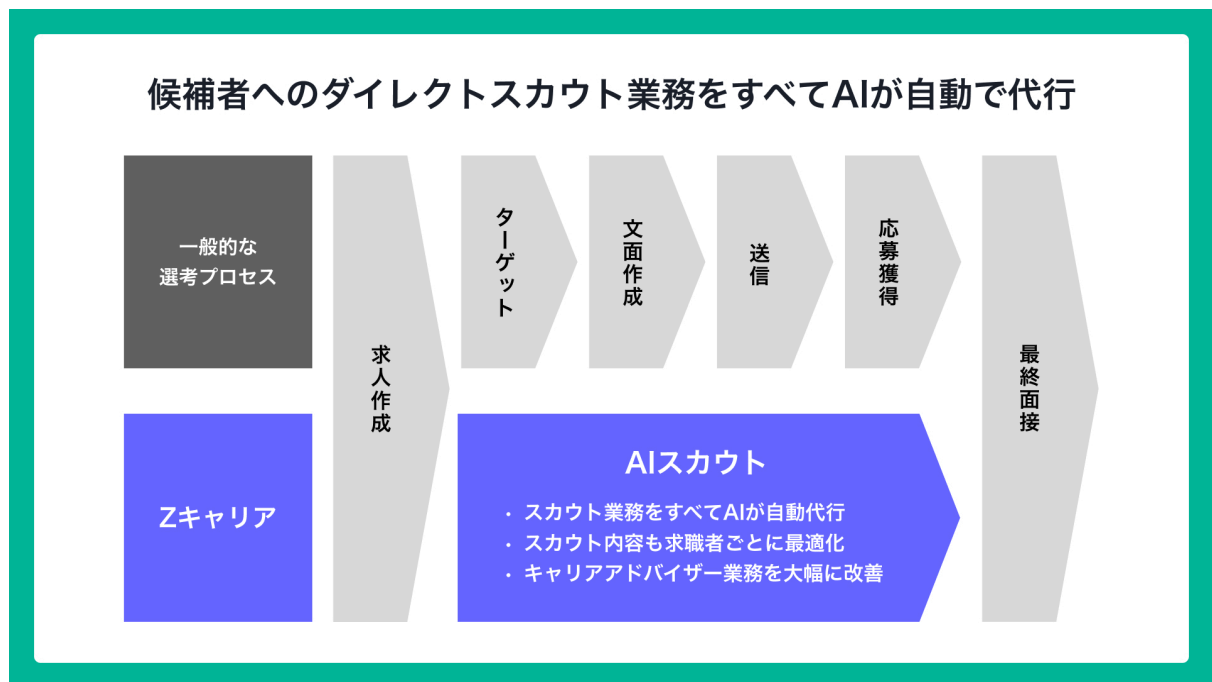 候補者へのダイレクトスカウト業務をすべてAIが自動で代行
一般的な
選考プロセス
求人作成
ターゲット
文面作成
送信
応募獲得
最終面接
Zキャリア
AIスカウト
・スカウト業務をすべてAIが自動代行
・スカウト内容も求職者ごとに最適化
・キャリアアドバイザー業務を大幅に改善